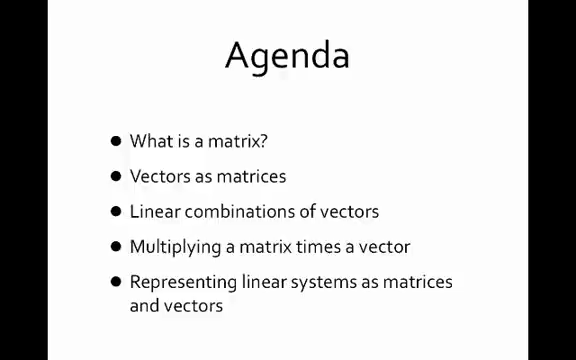 Agenda
● What is a matrix?
● Vectors as matrices
● Linear combinations of vectors
● Multiplying a matrix times a vector
● Representing linear systems as matrices
and vectors